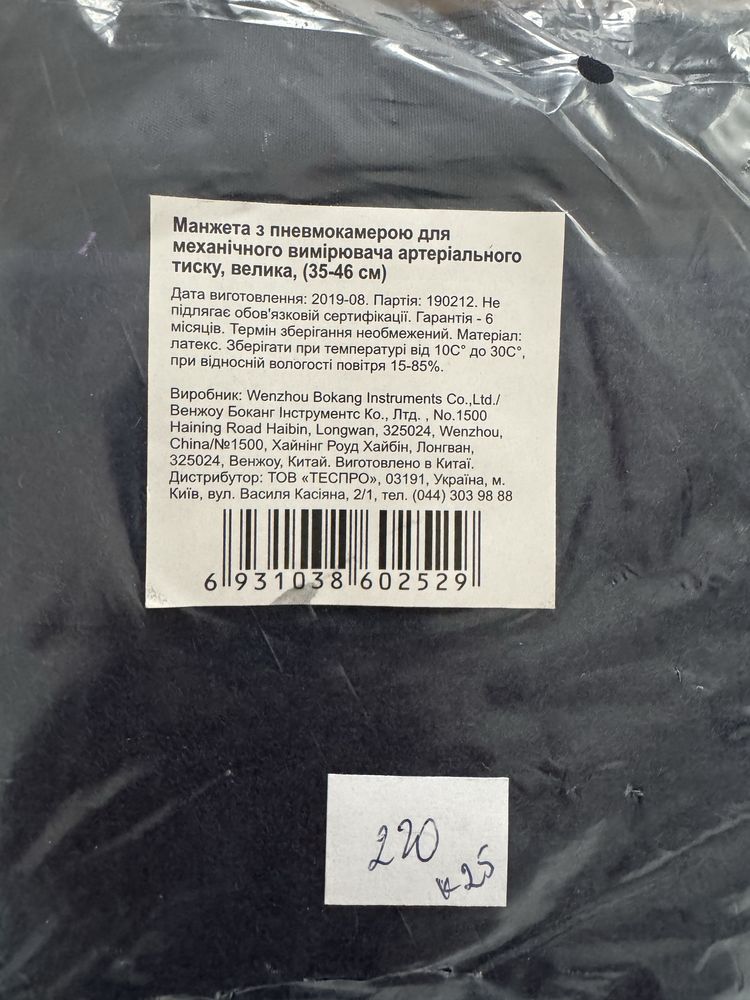 Манжета з пневмокамерою для
механічного вимірювача артеріального
тиску, велика, (35-46 см)
Дата виготовлення: 2019-08. Партія: 190212. Не
підлягає обов'язковій сертифікації. Гарантія - 6
місяців. Термін зберігання необмежений. Матеріал:
латекс. Зберігати при температурі від 10С° до 30С°,
при відносній вологості повітря 15-85%.
Виробник: Wenzhou Bokang Instruments Co.,Ltd./
Венжоу Боканг Інструментс Ко., Лтд. , No.1500
Haining Road Haibin, Longwan, 325024, Wenzhou,
China/№1500, Хайнінг Роуд Хайбін, Лонгван,
325024, Венжоу, Китай. Виготовлено в Китаї.
Дистрибутор: ТОВ «ТЕСПРО», 03191, Україна, м.
Київ, вул. Василя Касіяна, 2/1, тел. (044) 303 98 88
6 931038 602529
220
к25